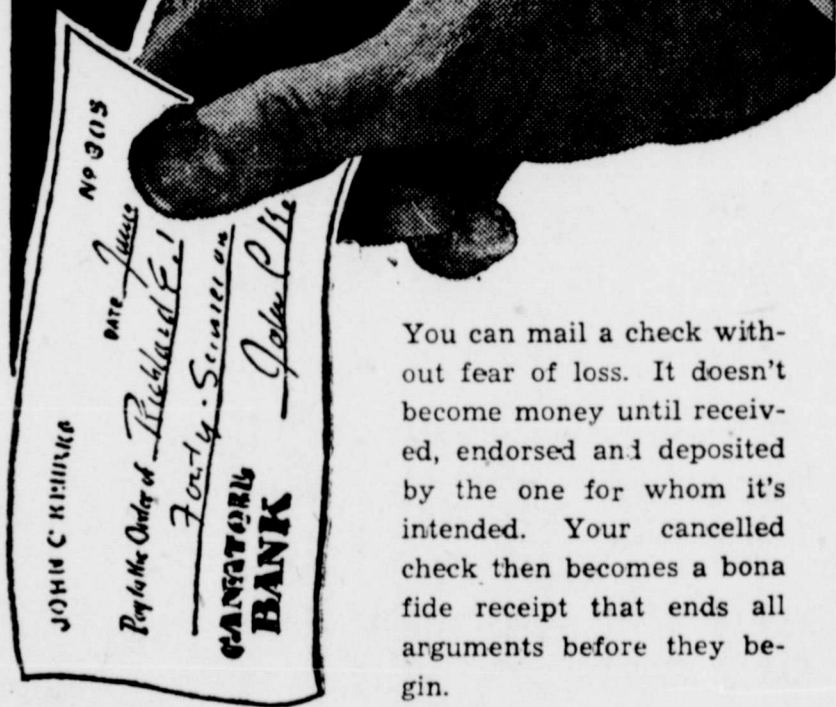 Nº 305
DATE June
JOHN C
Pay to the Order of Richard E.
Forty-
BANK
John C
You can mail a check with-
out fear of loss. It doesn't
become money until receiv-
ed, endorsed and deposited
by the one for whom it's
intended. Your cancelled
check then becomes a bona
fide receipt that ends all
arguments before they be-
gin.